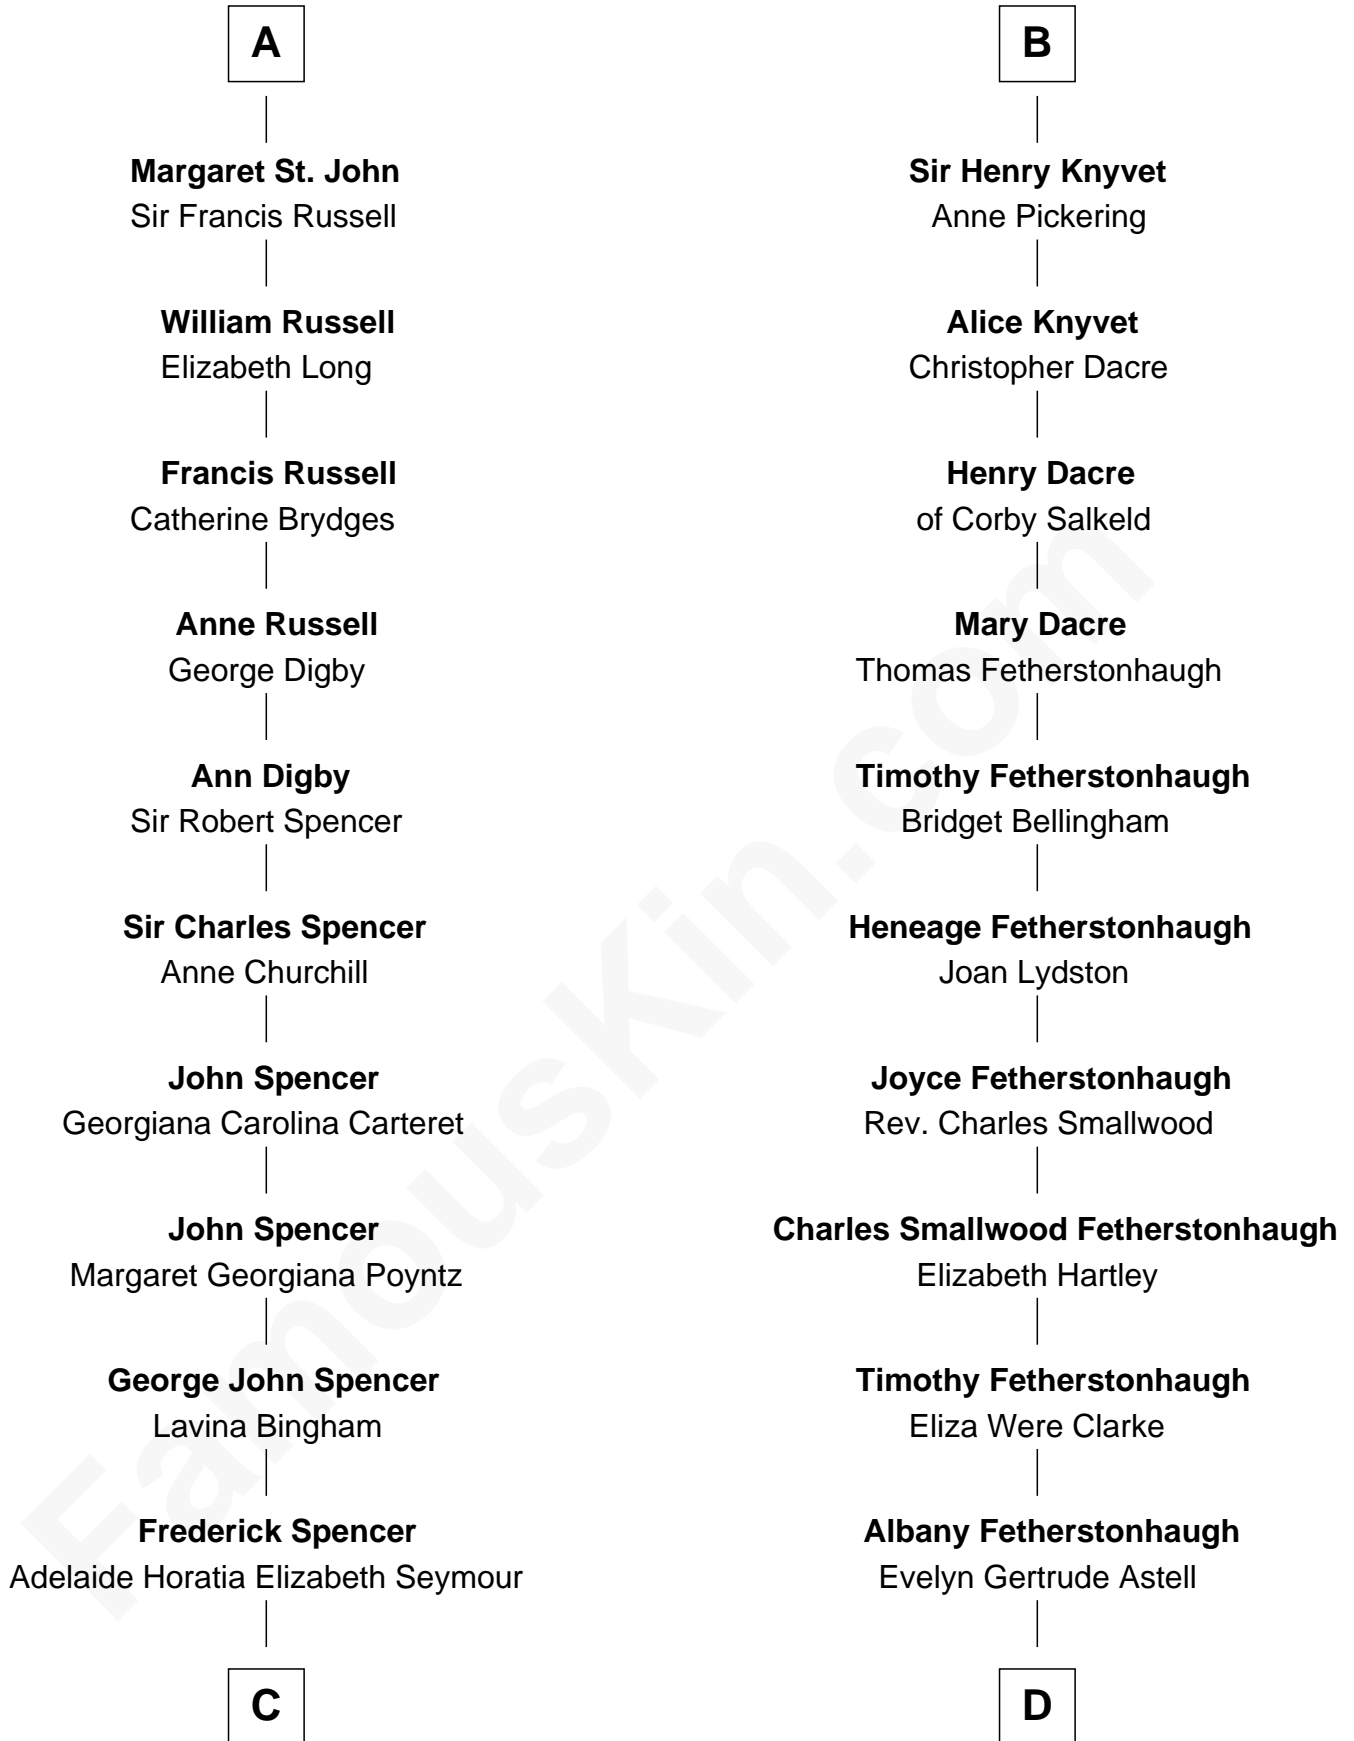 A
Margaret St. John
Sir Francis Russell
William Russell
Elizabeth Long
Francis Russell
Catherine Brydges
Anne Russell
George Digby
Ann Digby
Sir Robert Spencer
Sir Charles Spencer
Anne Churchill
John Spencer
Georgiana Carolina Carteret
John Spencer
Margaret Georgiana Poyntz
George John Spencer
Lavina Bingham
Frederick Spencer
Adelaide Horatia Elizabeth Seymour
C
B
Sir Henry Knyvet
Anne Pickering
Alice Knyvet
Christopher Dacre
Henry Dacre
of Corby Salkeld
Mary Dacre
Thomas Fetherstonhaugh
Timothy Fetherstonhaugh
Bridget Bellingham
Heneage Fetherstonhaugh
Joan Lydston
Joyce Fetherstonhaugh
Rev. Charles Smallwood
Charles Smallwood Fetherstonhaugh
Elizabeth Hartley
Timothy Fetherstonhaugh
Eliza Were Clarke
Albany Fetherstonhaugh
Evelyn Gertrude Astell
D
FamousKin.com